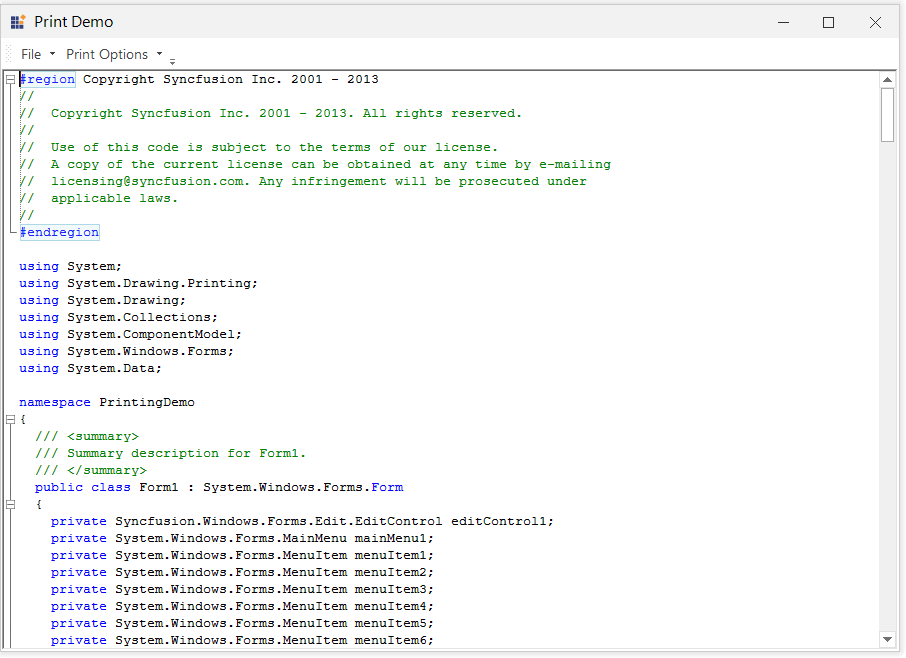 Print Demo
File Print Options
#region Copyright Syncfusion Inc. 2001 - 2013
//
//  Copyright Syncfusion Inc. 2001 - 2013. All rights reserved.
//
//  Use of this code is subject to the terms of our license.
//  A copy of the current license can be obtained at any time by e-mailing
//  licensing@syncfusion.com. Any infringement will be prosecuted under
//  applicable laws.
//
#endregion
using System;
using System.Drawing.Printing;
using System.Drawing;
using System.Collections;
using System.ComponentModel;
using System.Windows.Forms;
using System.Data;
namespace PrintingDemo
{
/// <summary>
/// Summary description for Form1.
/// </summary>
public class Form1 : System.Windows.Forms.Form
{
private Syncfusion.Windows.Forms.Edit.EditControl editControl1;
private System.Windows.Forms.MainMenu mainMenu1;
private System.Windows.Forms.MenuItem menuItem1;
private System.Windows.Forms.MenuItem menuItem2;
private System.Windows.Forms.MenuItem menuItem3;
private System.Windows.Forms.MenuItem menuItem4;
private System.Windows.Forms.MenuItem menuItem5;
private System.Windows.Forms.MenuItem menuItem6;